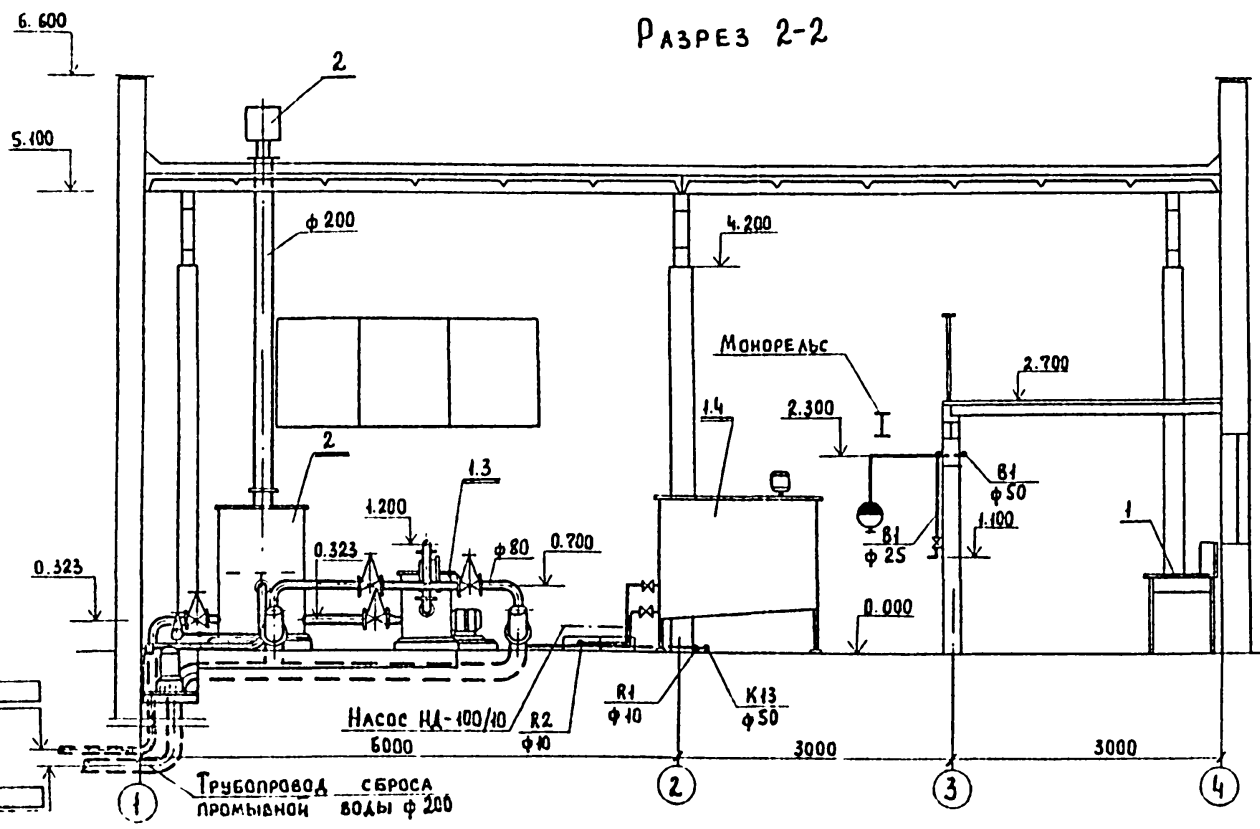 Разрез 2-2
6.600
2
5.100
ф 200
4.200
Монорельс
2.700
1.4
2.300
2
1.3
В1
ф 50
1.200
1.100
1
В1
ф 25
0.323
ф 80
0.700
0.323
0.000
R1
ф 10
К13
ф 50
Насос НД-100/10
R2
ф 10
6000
3000
3000
Трубопровод сброса
промывной воды ф 200
1
2
3
4